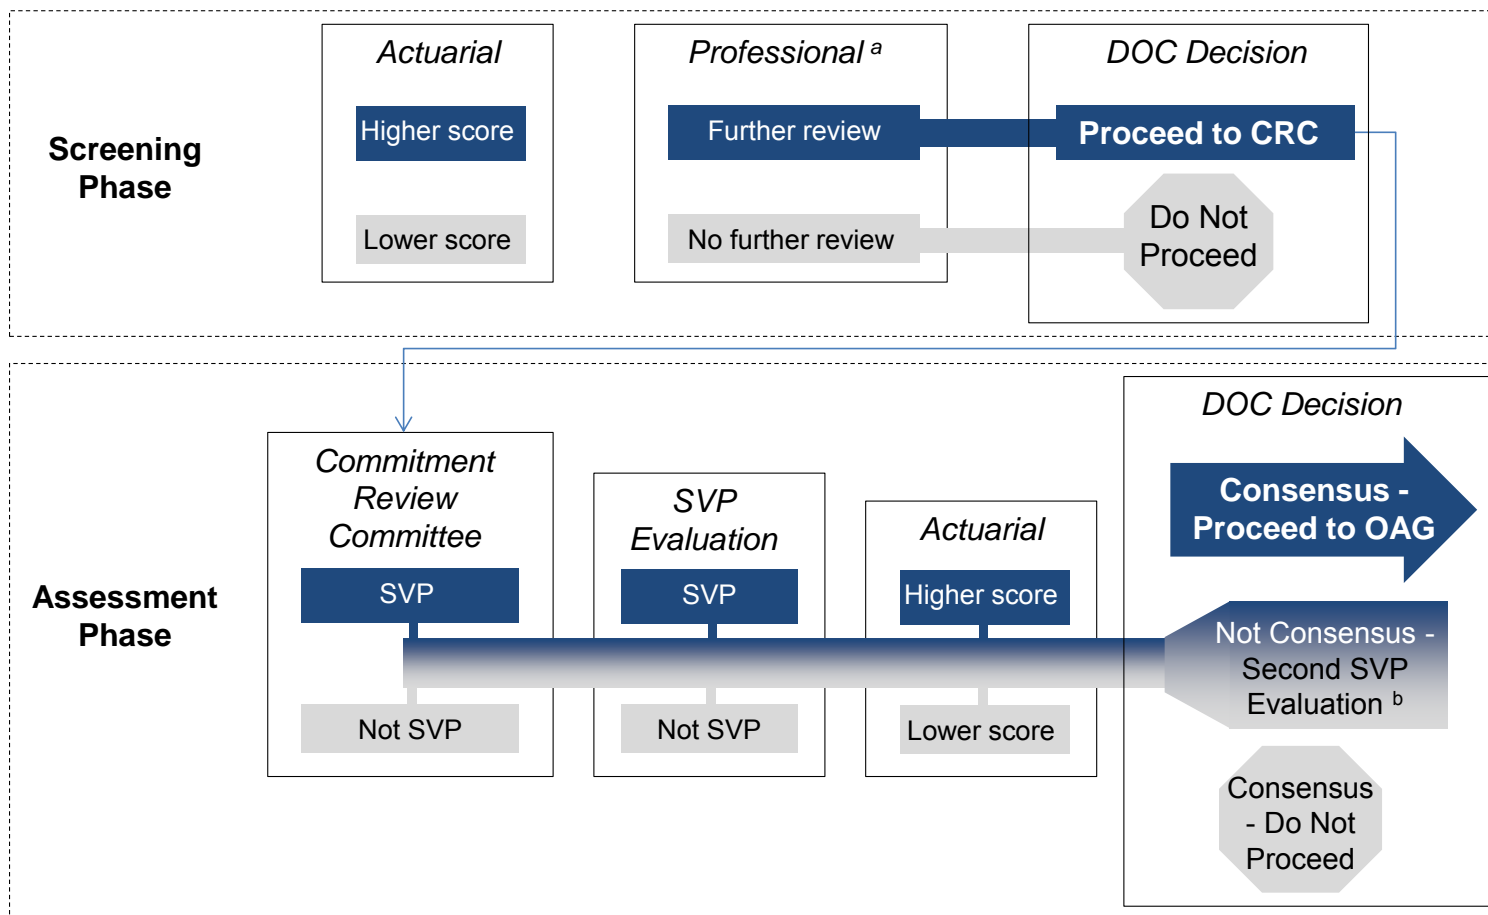 Screening
Phase
Actuarial
Higher score
Lower score
Professional a
Further review
No further review
DOC Decision
Proceed to CRC
Do Not
Proceed
Assessment
Phase
Commitment
Review
Committee
SVP
Not SVP
SVP
Evaluation
SVP
Not SVP
Actuarial
Higher score
Lower score
DOC Decision
Consensus -
Proceed to OAG
Not Consensus -
Second SVP
Evaluation b
Consensus
- Do Not
Proceed